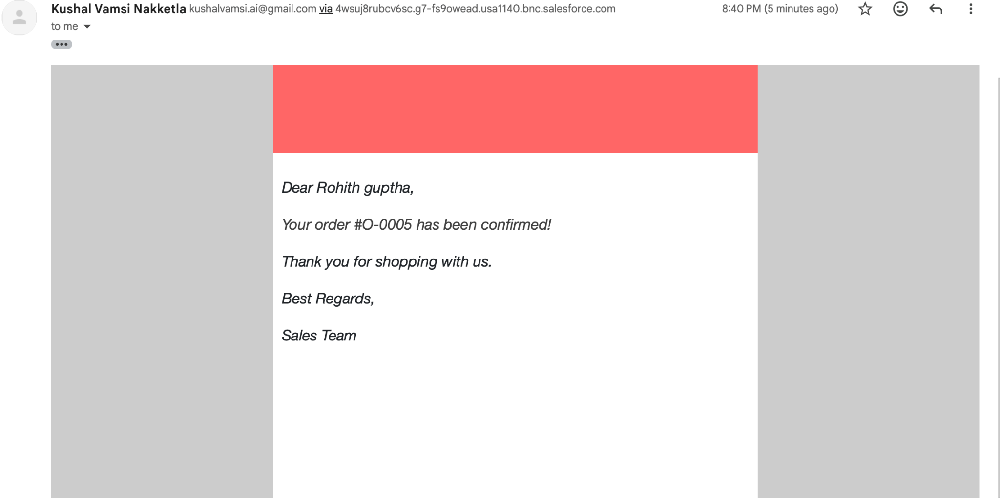 Kushal Vamsi Nakketla kushalvamsi.ai@gmail.com via 4wsuj8rubcv6sc.g7-fs9owead.usa1140.bnc.salesforce.com 8:40 PM (5 minutes ago)
to me
Dear Rohith guptha,
Your order #O-0005 has been confirmed!
Thank you for shopping with us.
Best Regards,
Sales Team